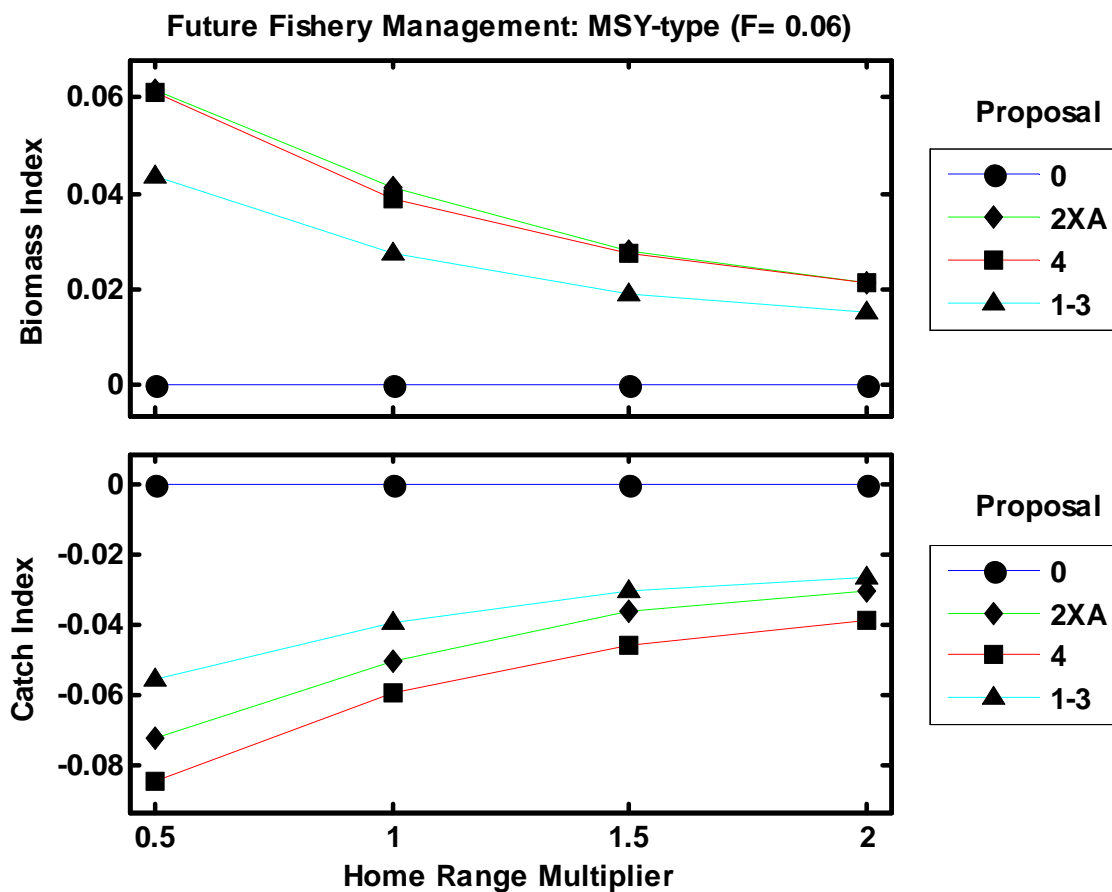 Future Fishery Management: MSY-type (F= 0.06)
Biomass Index
0.06
0.04
0.02
0
Proposal
0
2XA
4
1-3
Catch Index
0
-0.02
-0.04
-0.06
-0.08
0.5 1 1.5 2
Home Range Multiplier
Proposal
0
2XA
4
1-3